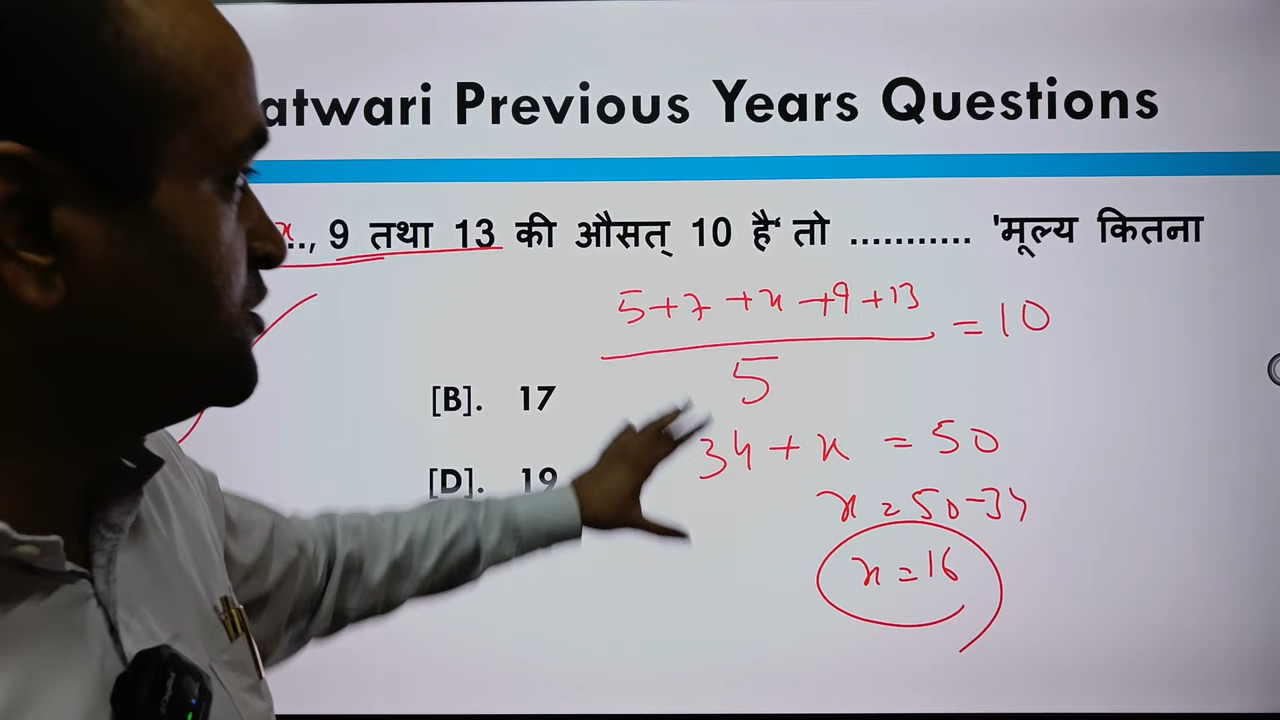 atwari Previous Years Questions
x.., 9 तथा 13 की औसत् 10 है‘ तो ........... 'मूल्य कितना
5+7+x+9+13
= 10
5
[B]. 17
34 + x = 50
[D]. 19
x = 50-34
x = 16